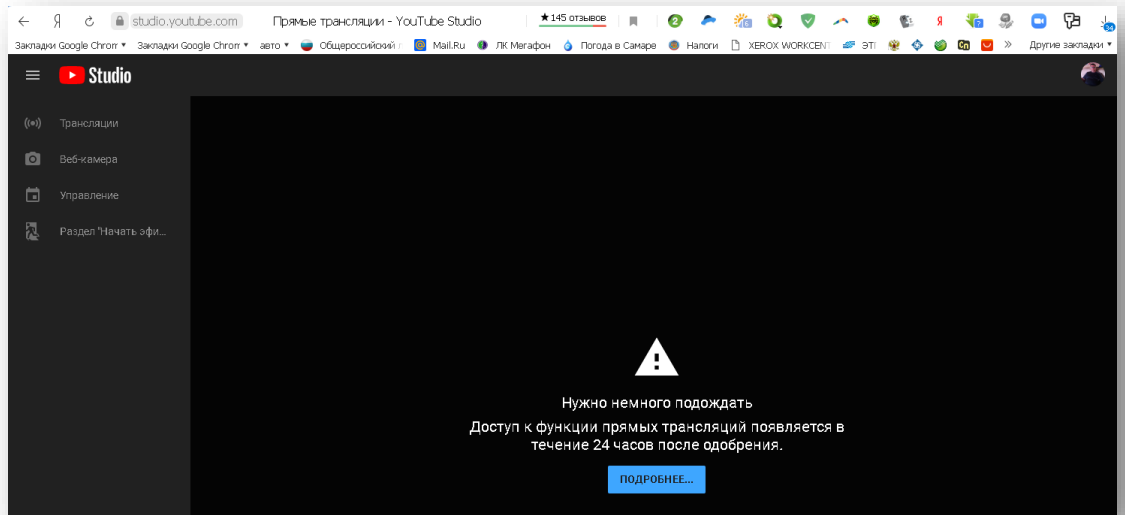 studio.youtube.com
Прямые трансляции - YouTube Studio
★145 отзывов
Закладки Google Chrom
Закладки Google Chrom
авто
Общероссийский
Mail.Ru
ЛК Мегафон
Погода в Самаре
Налоги
XEROX WORKCENT
ЭТГ
Другие закладки
Studio
Трансляции
Веб-камера
Управление
Раздел "Начать эфи...
Нужно немного подождать
Доступ к функции прямых трансляций появляется в
течение 24 часов после одобрения.
ПОДРОБНЕЕ...